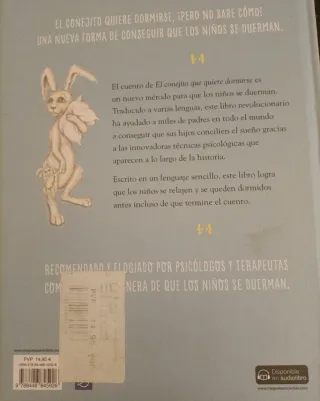 EL CONEJITO QUIERE DORMIRSE, ¡PERO NO SABE CÓMO!
UNA NUEVA FORMA DE CONSEGUIR QUE LOS NIÑOS SE DUERMAN.
El cuento de El conejito que quiere dormirse es
un nuevo método para que los niños se duerman.
Traducido a varias lenguas, este libro revolucionario
ha ayudado a miles de padres en todo el mundo
a conseguir que sus hijos concilien el sueño gracias
a las innovadoras técnicas psicológicas que
aparecen a lo largo de la historia.
Escrito en un lenguaje sencillo, este libro logra
que los niños se relajen y se queden dormidos
antes incluso de que termine el cuento.
RECOMENDADO Y ELOGIADO POR PSICÓLOGOS Y TERAPEUTAS
NERA DE QUE LOS NIÑOS SE DUERMAN.
Disponible
en audiolibro